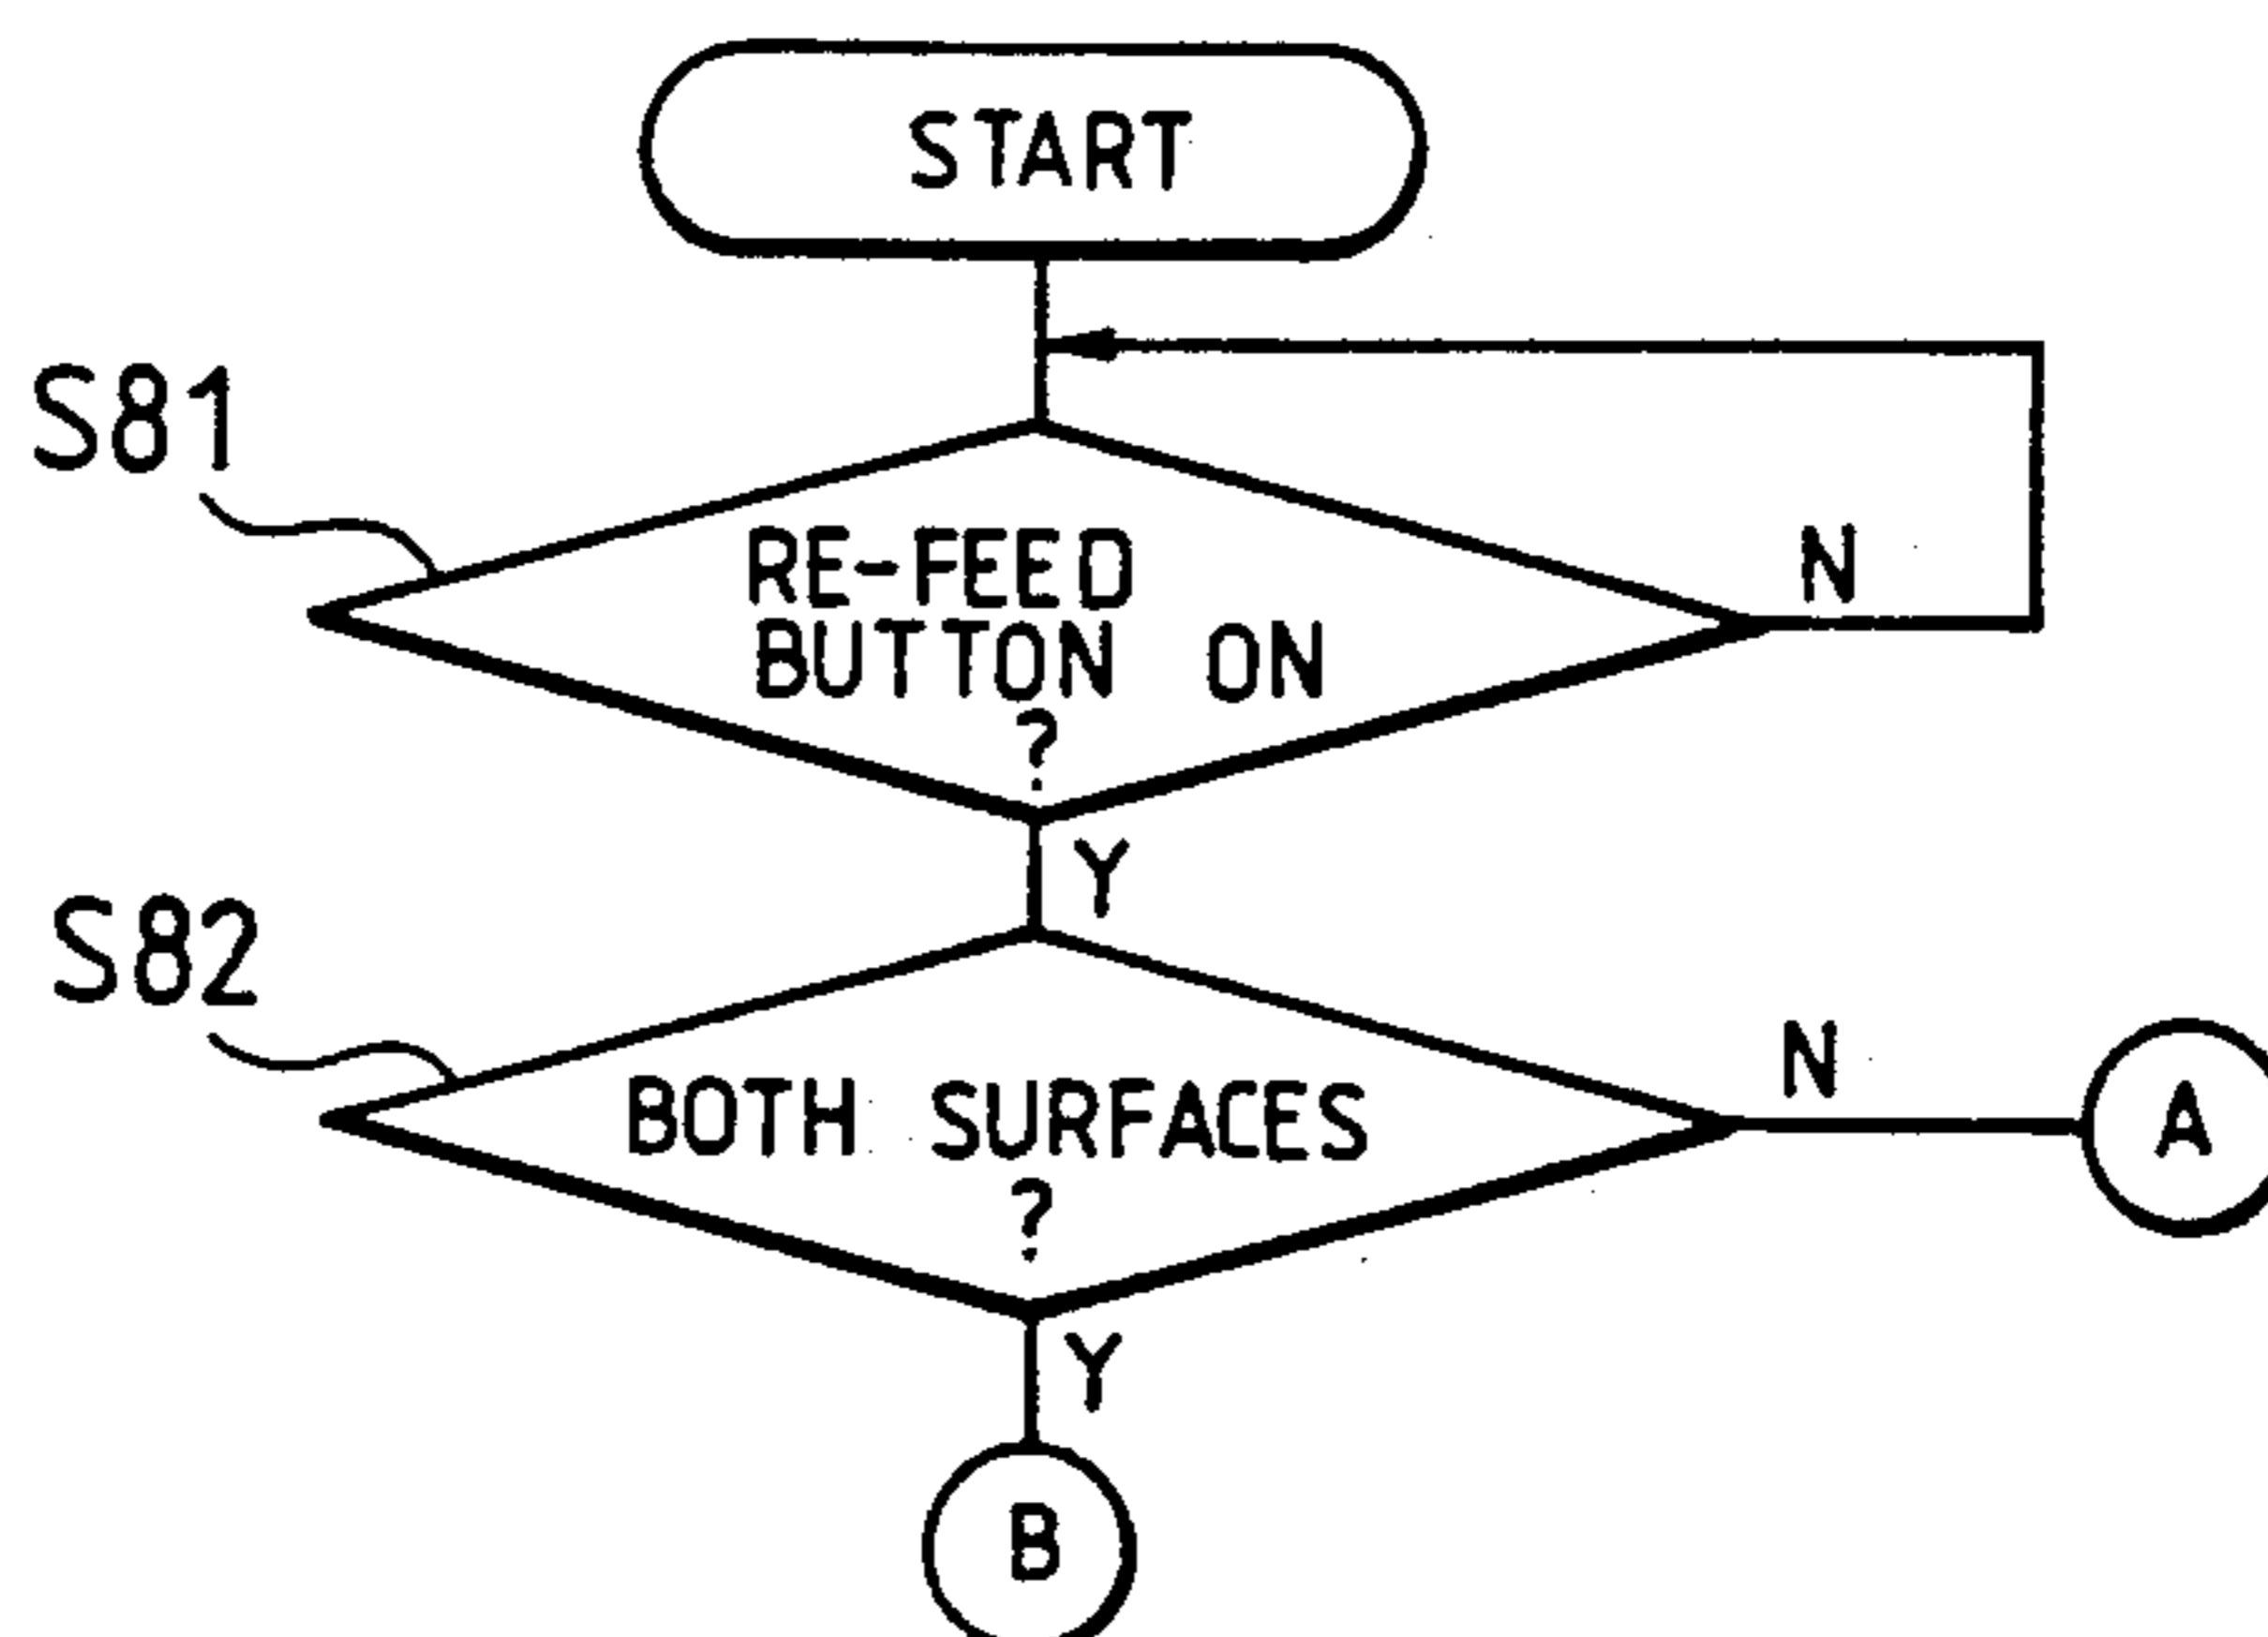 START
S81
RE-FEED
BUTTON ON
?
N
Y
S82
BOTH SURFACES
?
N
A
Y
B